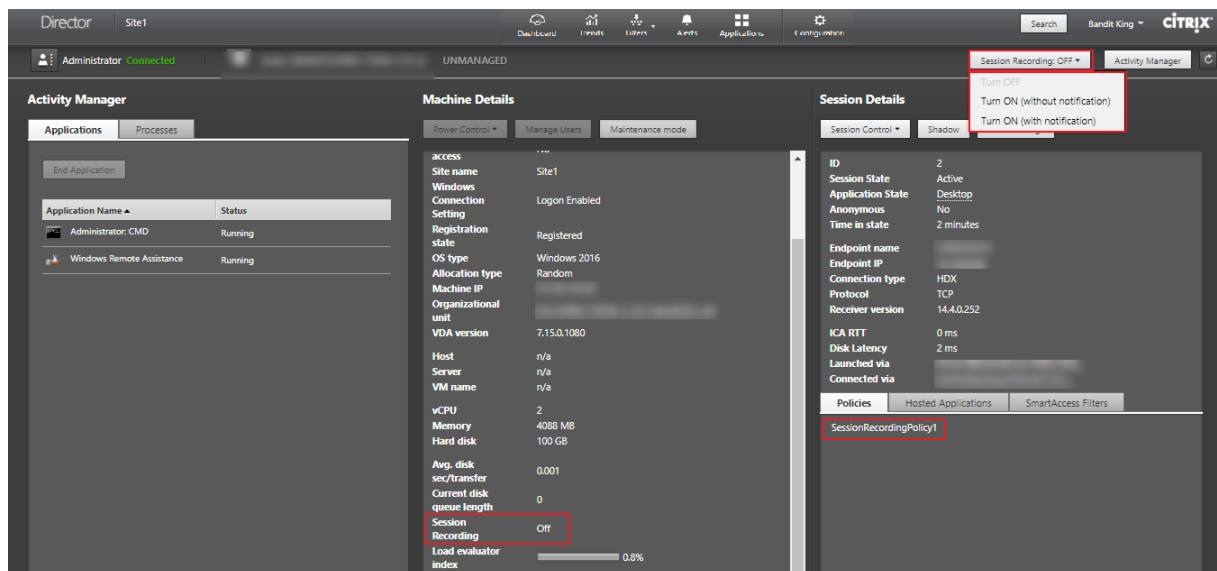 Director Site1
Dashboard Trends Filters Alerts Applications Configuration
Search Bandit King CİTRIX
Administrator Connected UNMANAGED
Session Recording: OFF Activity Manager
Turn OFF
Turn ON (without notification)
Turn ON (with notification)
Activity Manager
Applications Processes
End Application
Application Name Status
Administrator: CMD Running
Windows Remote Assistance Running
Machine Details
Power Control Manage Users Maintenance mode
access No
Site name Site1
Windows
Connection Logon Enabled
Setting
Registration
state Registered
OS type Windows 2016
Allocation type Random
Machine IP
Organizational
unit
VDA version 7.15.0.1080
Host n/a
Server n/a
VM name n/a
vCPU 2
Memory 4088 MB
Hard disk 100 GB
Avg. disk
sec/transfer 0.001
Current disk
queue length 0
Session
Recording Off
Load evaluator
index 0.8%
Session Details
Session Control Shadow
ID 2
Session State Active
Application State Desktop
Anonymous No
Time in state 2 minutes
Endpoint name
Endpoint IP
Connection type HDX
Protocol TCP
Receiver version 14.4.0.252
ICA RTT 0 ms
Disk Latency 2 ms
Launched via
Connected via
Policies Hosted Applications SmartAccess Filters
SessionRecordingPolicy1